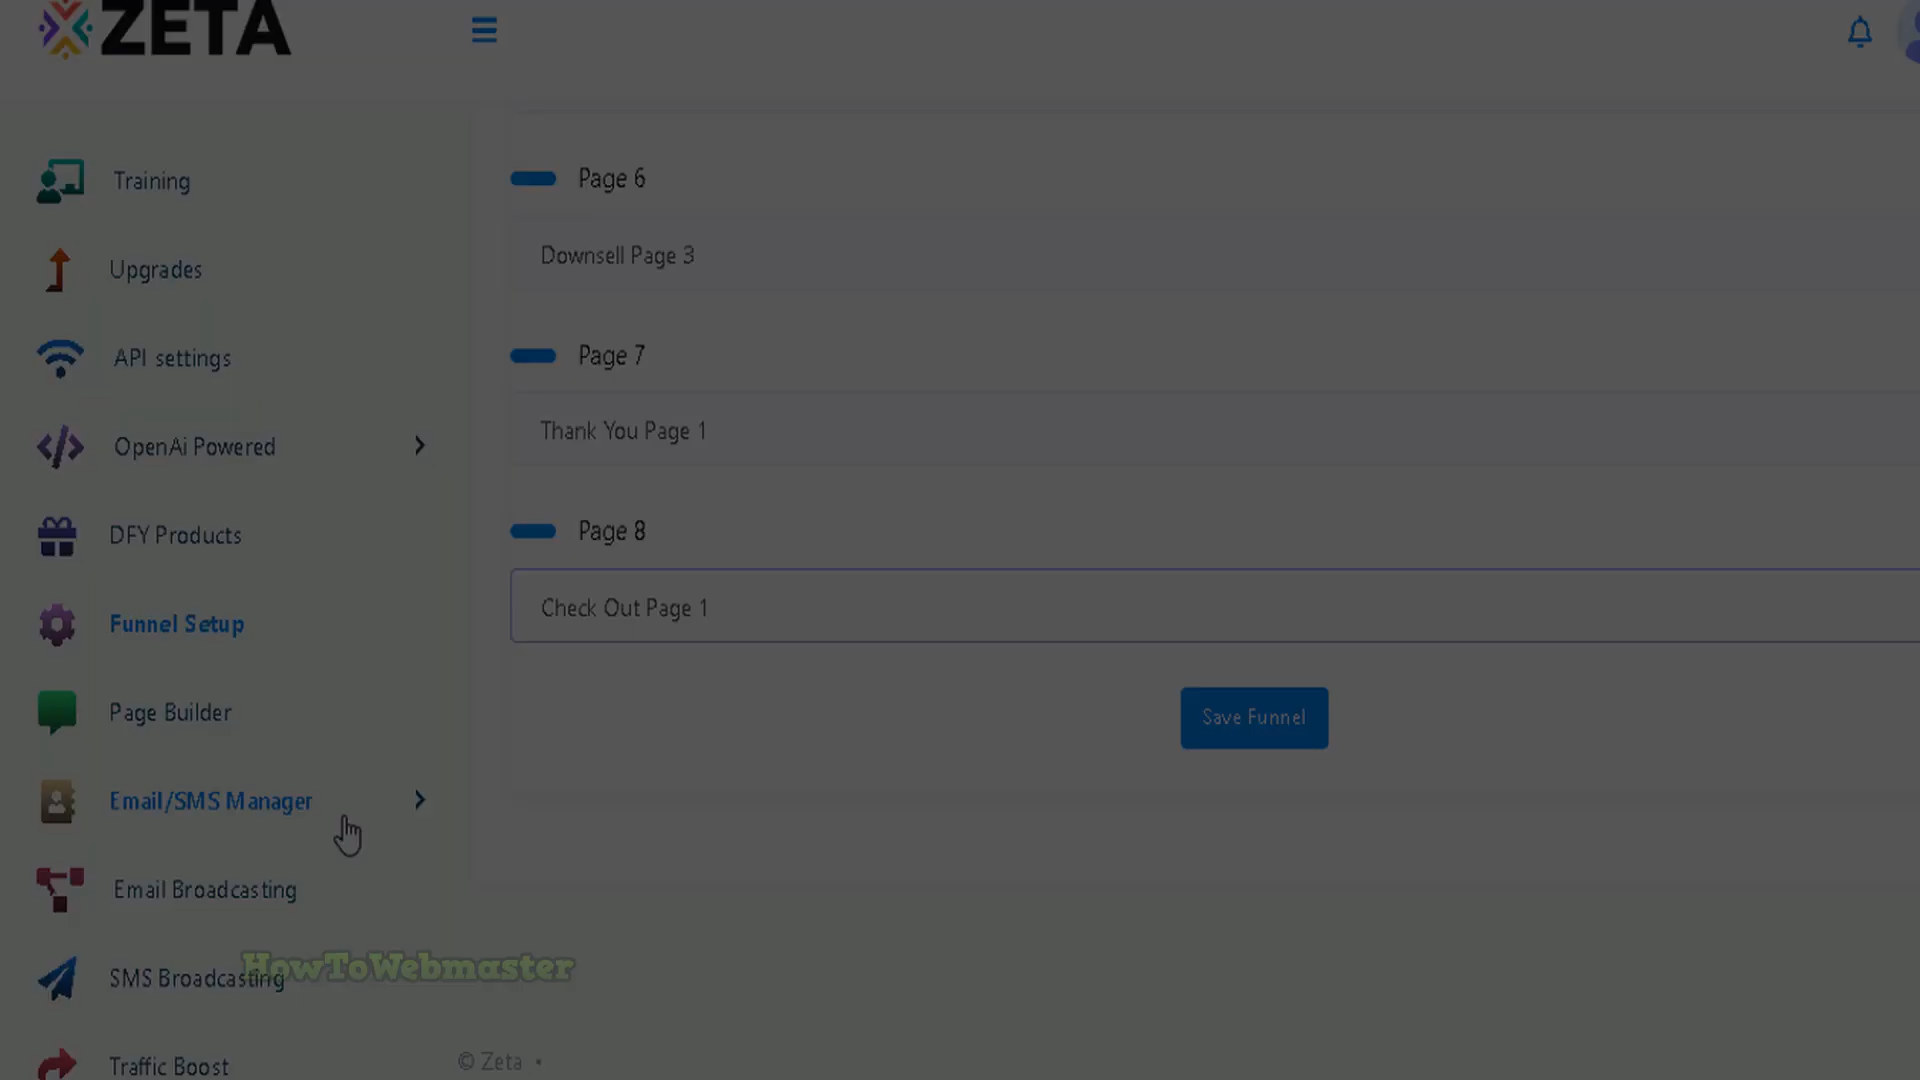 ZETA
Training
Upgrades
API settings
OpenAi Powered
DFY Products
Funnel Setup
Page Builder
Email/SMS Manager
Email Broadcasting
SMS Broadcasting
Traffic Boost
Page 6
Downsell Page 3
Page 7
Thank You Page 1
Page 8
Check Out Page 1
Save Funnel
HowToWebmaster
© Zeta •